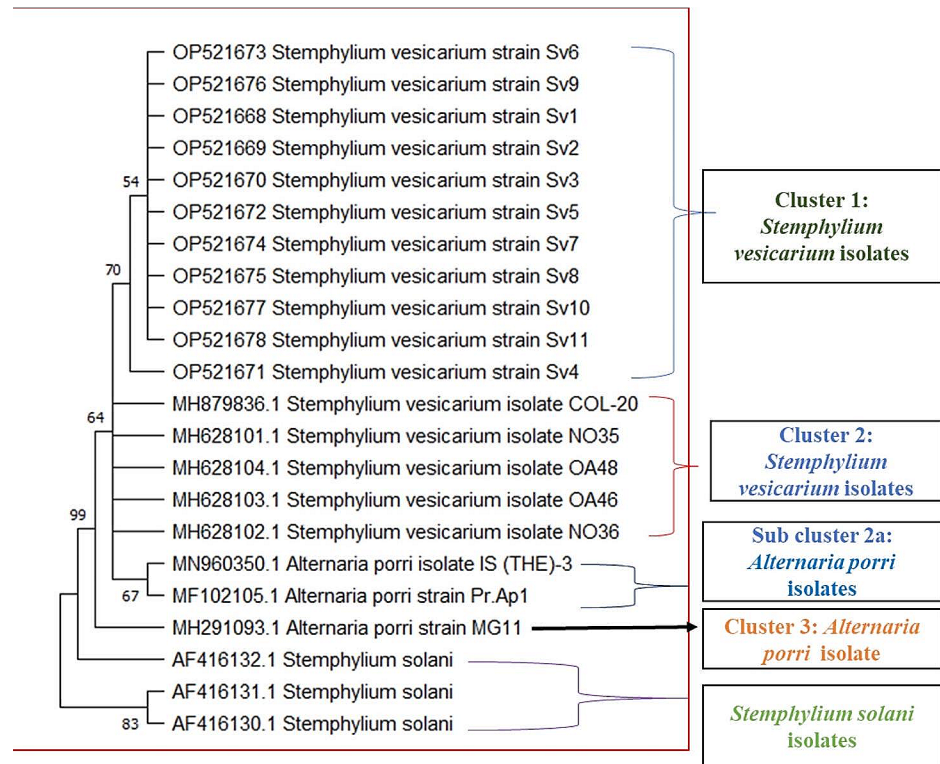 OP521673 Stemphylium vesicarium strain Sv6
OP521676 Stemphylium vesicarium strain Sv9
OP521668 Stemphylium vesicarium strain Sv1
OP521669 Stemphylium vesicarium strain Sv2
54
OP521670 Stemphylium vesicarium strain Sv3
OP521672 Stemphylium vesicarium strain Sv5
OP521674 Stemphylium vesicarium strain Sv7
70
OP521675 Stemphylium vesicarium strain Sv8
OP521677 Stemphylium vesicarium strain Sv10
OP521678 Stemphylium vesicarium strain Sv11
OP521671 Stemphylium vesicarium strain Sv4
MH879836.1 Stemphylium vesicarium isolate COL-20
64
MH628101.1 Stemphylium vesicarium isolate NO35
MH628104.1 Stemphylium vesicarium isolate OA48
MH628103.1 Stemphylium vesicarium isolate OA46
99
MH628102.1 Stemphylium vesicarium isolate NO36
MN960350.1 Alternaria porri isolate IS (THE)-3
67
MF102105.1 Alternaria porri strain Pr.Ap1
MH291093.1 Alternaria porri strain MG11
AF416132.1 Stemphylium solani
AF416131.1 Stemphylium solani
83
AF416130.1 Stemphylium solani
Cluster 1:
Stemphylium
vesicarium isolates
Cluster 2:
Stemphylium
vesicarium isolates
Sub cluster 2a:
Alternaria porri
isolates
Cluster 3: Alternaria
porri isolate
Stemphylium solani
isolates